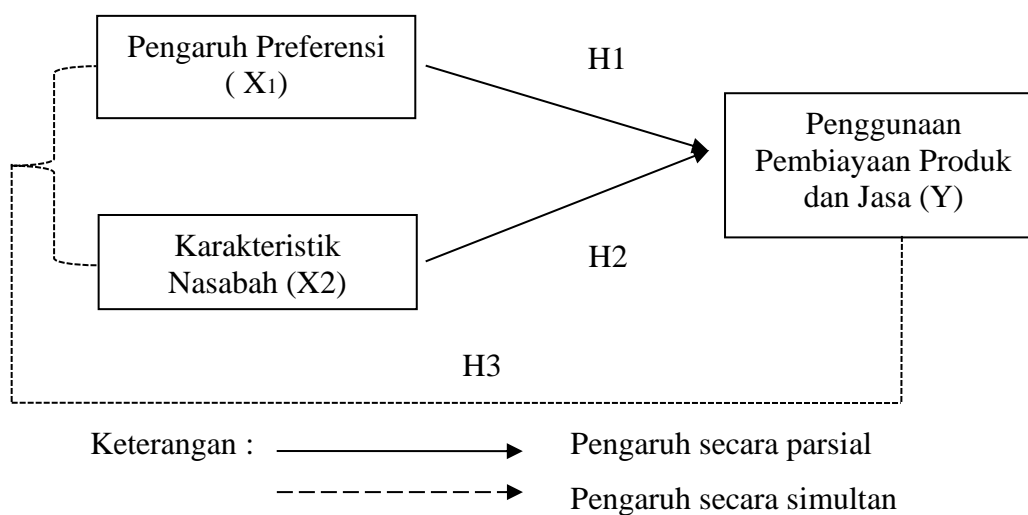 Pengaruh Preferensi
( X1)
H1
Penggunaan
Pembiayaan Produk
dan Jasa (Y)
Karakteristik
Nasabah (X2)
H2
H3
Keterangan :
Pengaruh secara parsial
Pengaruh secara simultan